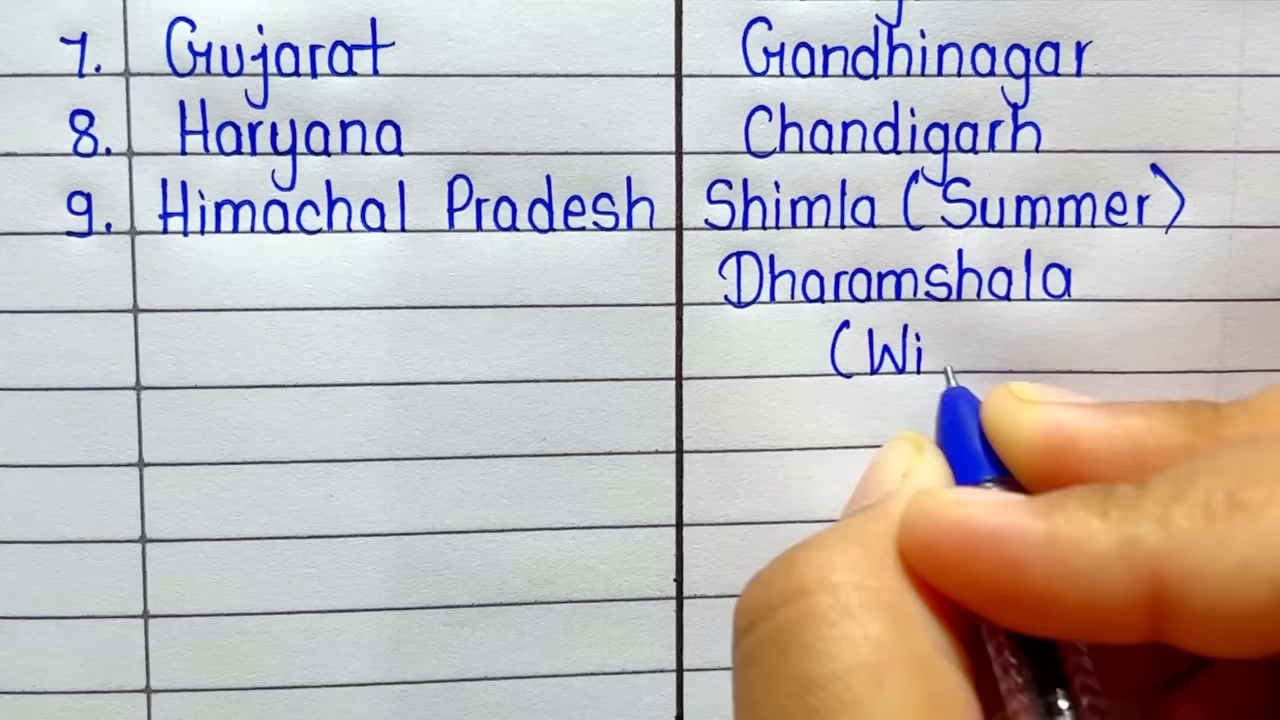 7. Gujarat Gandhinagar
8. Haryana Chandigarh
9. Himachal Pradesh Shimla (Summer)
Dharamshala
(Wi